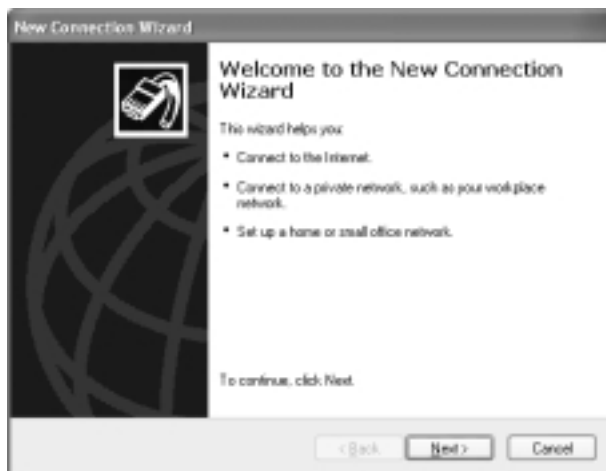 New Connection Wizard
Welcome to the New Connection
Wizard
This wizard helps you:
• Connect to the Internet.
• Connect to a private network, such as your workplace
network.
• Set up a home or small office network.
To continue, click Next.
< Back
Next >
Cancel